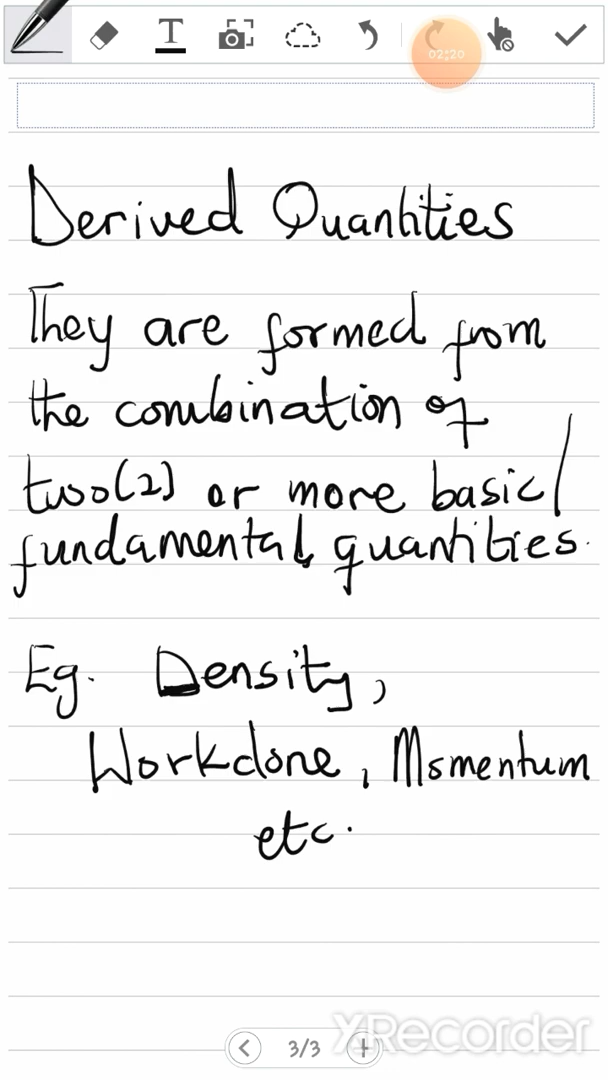 T
02:20
Derived Quantities
They are formed from
the combination of
two(2) or more basic/
fundamental quantities.
Eg. Density,
Workdone, Momentum
etc.
3/3
XRecorder